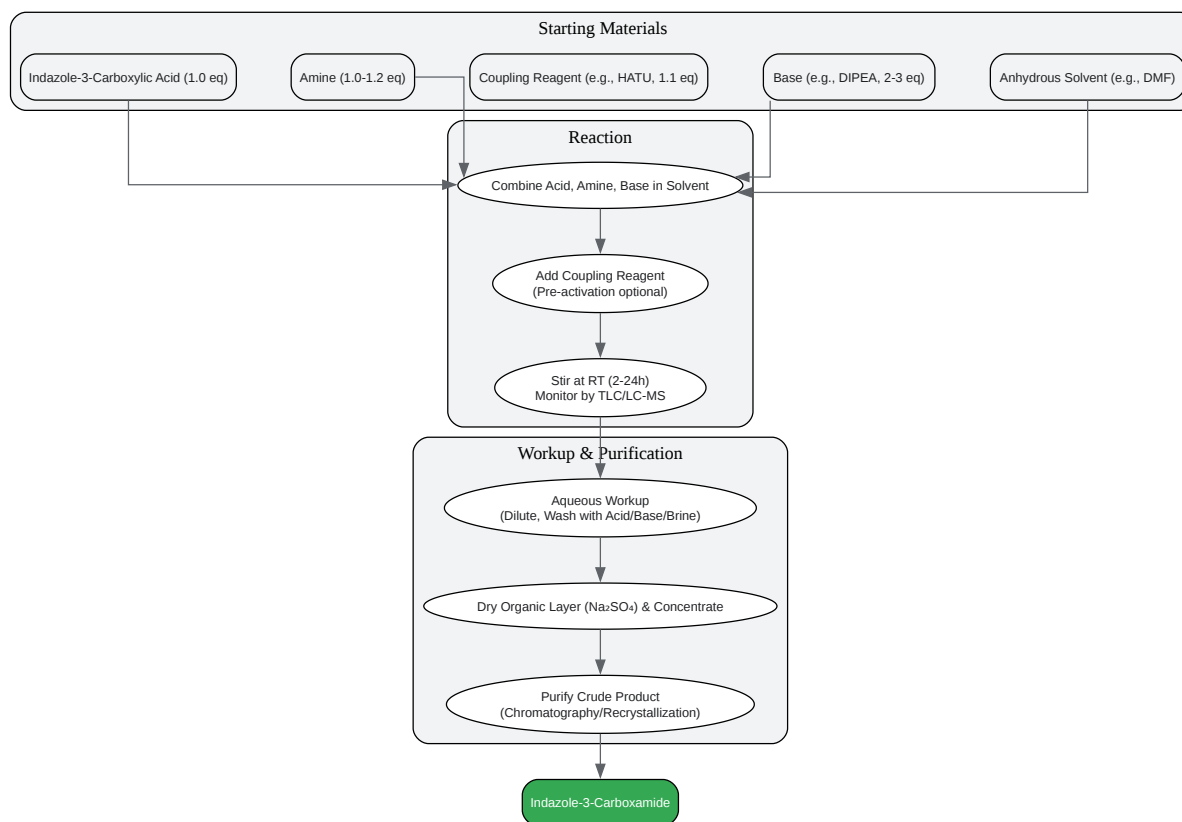 Starting Materials
Indazole-3-Carboxylic Acid (1.0 eq)
Amine (1.0-1.2 eq)
Coupling Reagent (e.g., HATU, 1.1 eq)
Base (e.g., DIPEA, 2-3 eq)
Anhydrous Solvent (e.g., DMF)
Reaction
Combine Acid, Amine, Base in Solvent
Add Coupling Reagent
(Pre-activation optional)
Stir at RT (2-24h)
Monitor by TLC/LC-MS
Workup & Purification
Aqueous Workup
(Dilute, Wash with Acid/Base/Brine)
Dry Organic Layer (Na₂SO₄) & Concentrate
Purify Crude Product
(Chromatography/Recrystallization)
Indazole-3-Carboxamide